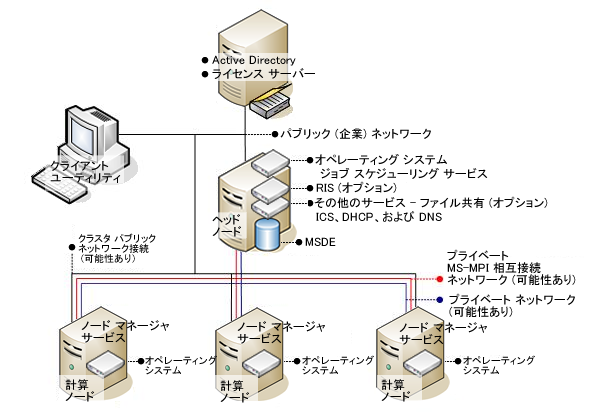 ● Active Directory
● ライセンス サーバー
パブリック (企業) ネットワーク
クライアント
ユーティリティ
オペレーティング システム
ジョブ スケジューリング サービス
RIS (オプション)
その他のサービス - ファイル共有 (オプション)
ICS、DHCP、および DNS
ヘッド
ノード
MSDE
クラスタ パブリック
ネットワーク接続
(可能性あり)
プライベート
MS-MPI 相互接続
ネットワーク (可能性あり)
プライベート ネットワーク
(可能性あり)
ノード マネージャ
サービス
オペレーティング
システム
計算
ノード
ノード マネージャ
サービス
オペレーティング
システム
計算
ノード
ノード マネージャ
サービス
オペレーティング
システム
計算
ノード